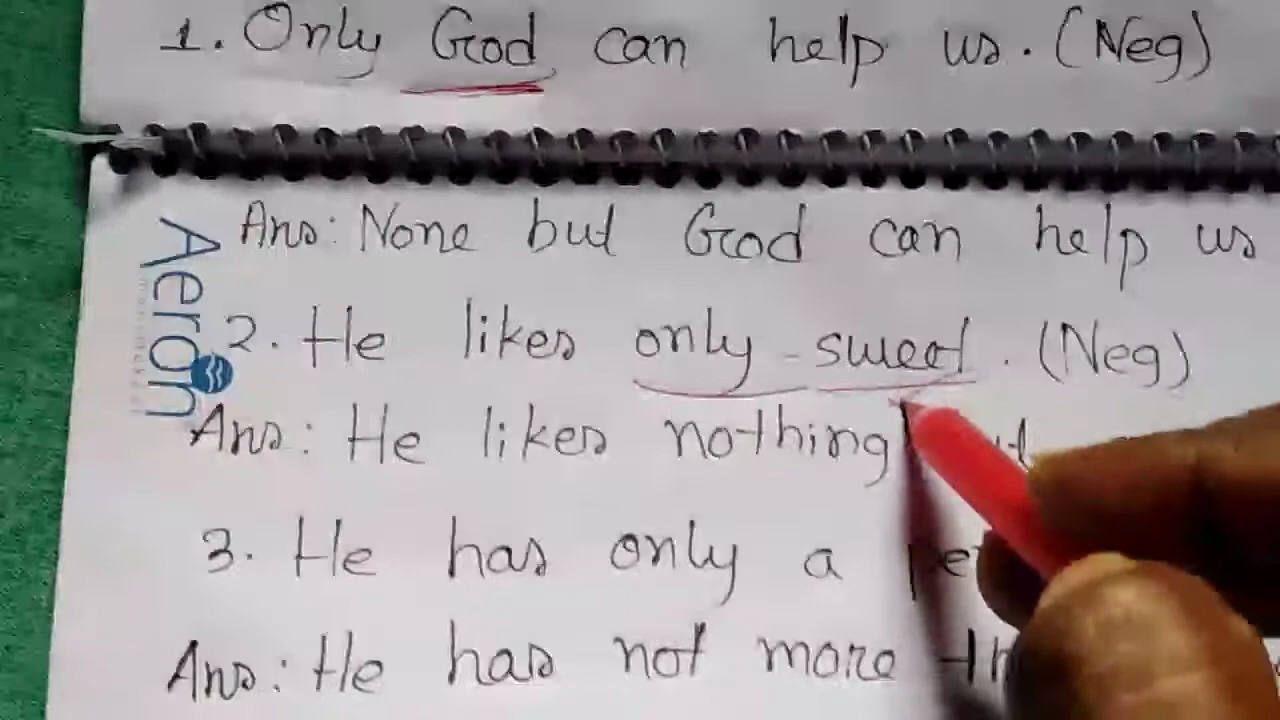 1. Only God can help us. (Neg)
Ans: None but God can help us
2. He likes only sweet. (Neg)
Aeron
Ans: He likes nothing
3. He has only a
Ans: He has not more